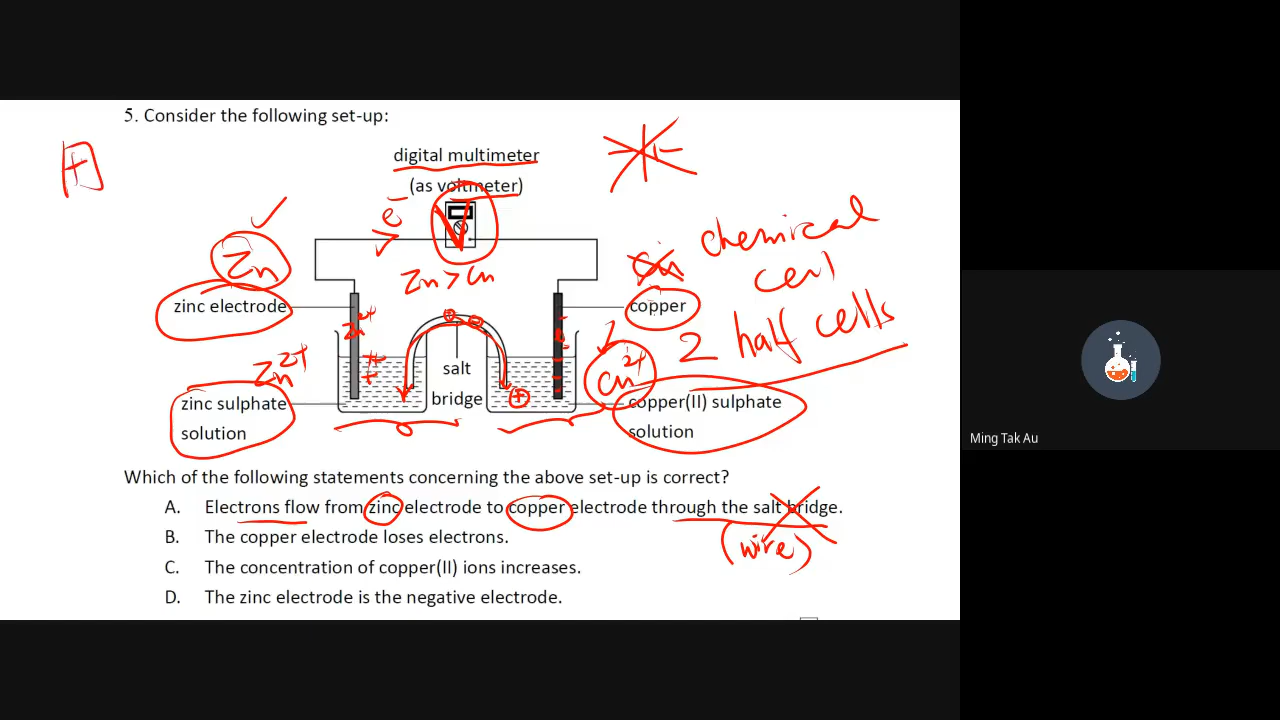 5. Consider the following set-up:
+
digital multimeter
(as voltmeter)
e⁻
V
Zn
Zn > Cu
Cu
chemical
cell
zinc electrode
copper
Zn²⁺
2 half cells
Zn²⁺
salt
bridge
Cu²⁺
zinc sulphate
solution
copper(II) sulphate
solution
Which of the following statements concerning the above set-up is correct?
A. Electrons flow from zinc electrode to copper electrode through the salt bridge.
(wire)
B. The copper electrode loses electrons.
C. The concentration of copper(II) ions increases.
D. The zinc electrode is the negative electrode.
Ming Tak Au